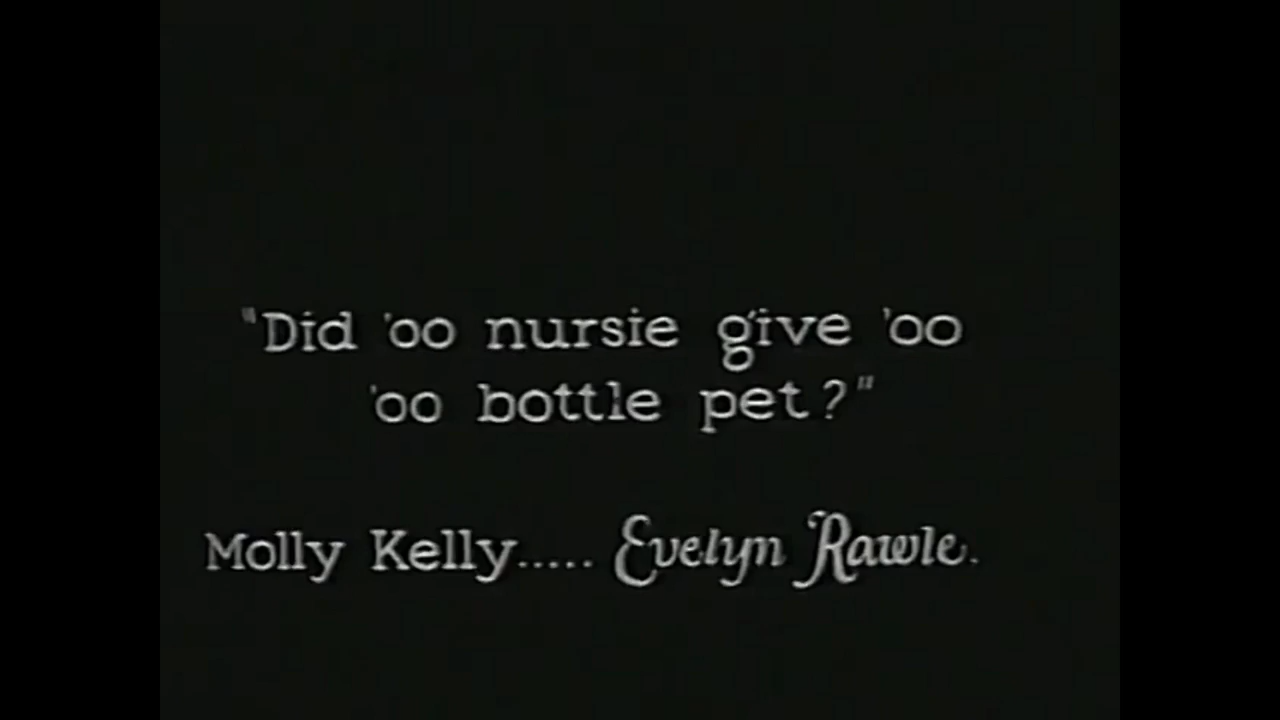 "Did 'oo nursie give 'oo
'oo bottle pet?"
Molly Kelly..... Evelyn Rawle.